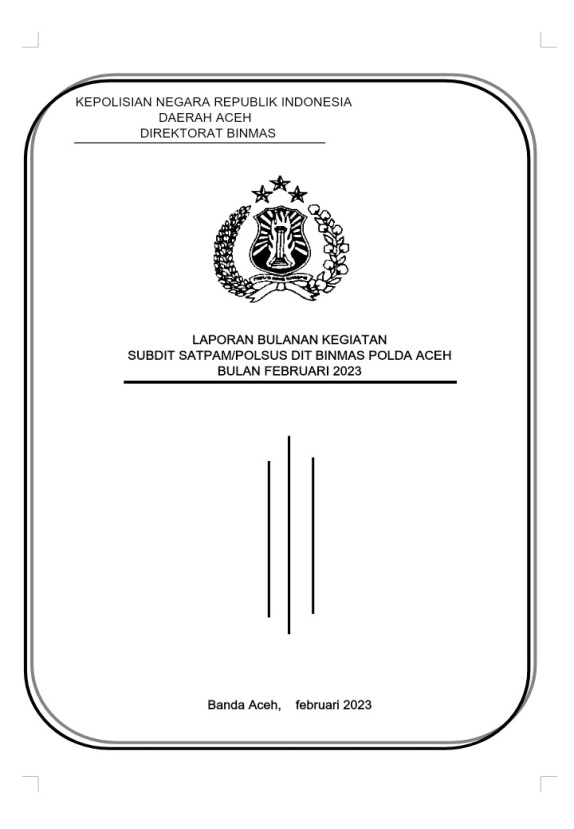 KEPOLISIAN NEGARA REPUBLIK INDONESIA
DAERAH ACEH
DIREKTORAT BINMAS
LAPORAN BULANAN KEGIATAN
SUBDIT SATPAM/POLSUS DIT BINMAS POLDA ACEH
BULAN FEBRUARI 2023
Banda Aceh, februari 2023